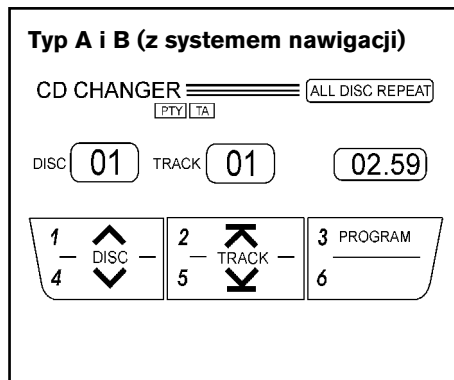 Typ A i B (z systemem nawigacji)
CD CHANGER ALL DISC REPEAT
PTY TA
DISC 01 TRACK 01 02.59
1 2 3 PROGRAM
DISC TRACK
4 5 6